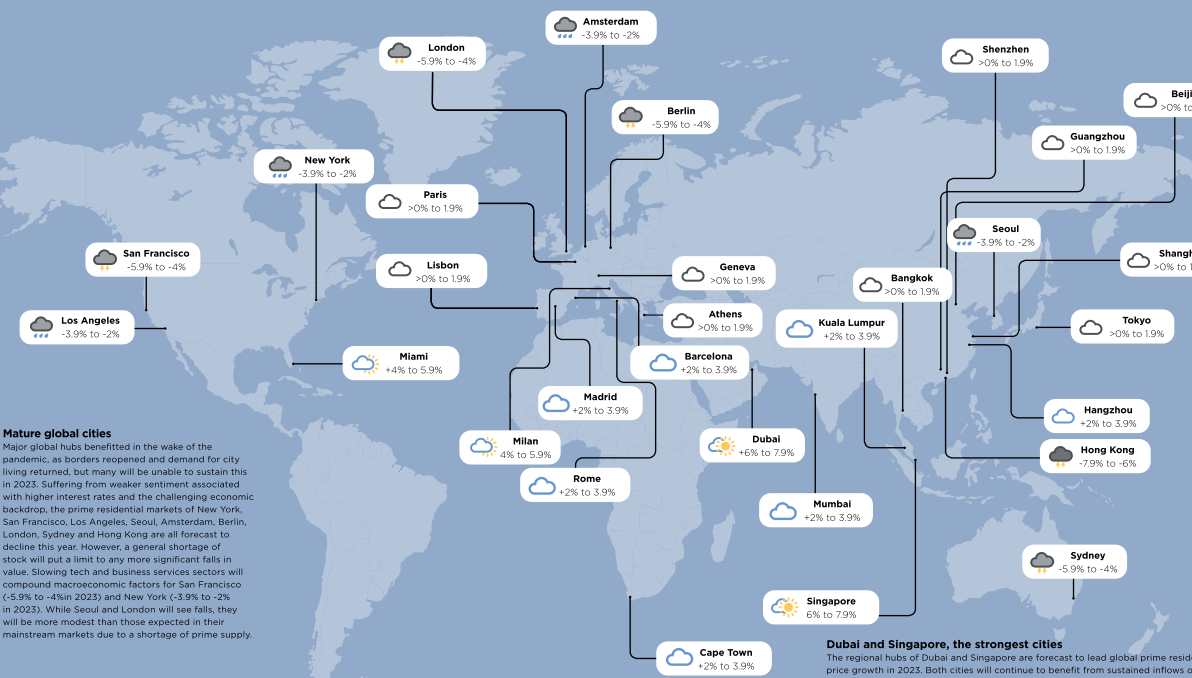 Amsterdam
-3.9% to -2%
London
-5.9% to -4%
Shenzhen
>0% to 1.9%
Berlin
-5.9% to -4%
Beiji
>0% to
Guangzhou
>0% to 1.9%
New York
-3.9% to -2%
Paris
>0% to 1.9%
Seoul
-3.9% to -2%
San Francisco
-5.9% to -4%
Lisbon
>0% to 1.9%
Geneva
>0% to 1.9%
Bangkok
>0% to 1.9%
Shangh
>0% to 1
Los Angeles
-3.9% to -2%
Athens
>0% to 1.9%
Kuala Lumpur
+2% to 3.9%
Tokyo
>0% to 1.9%
Miami
+4% to 5.9%
Barcelona
+2% to 3.9%
Madrid
+2% to 3.9%
Hangzhou
+2% to 3.9%
Milan
4% to 5.9%
Dubai
+6% to 7.9%
Hong Kong
-7.9% to -6%
Rome
+2% to 3.9%
Mumbai
+2% to 3.9%
Sydney
-5.9% to -4%
Singapore
6% to 7.9%
Cape Town
+2% to 3.9%
Mature global cities
Major global hubs benefitted in the wake of the
pandemic, as borders reopened and demand for city
living returned, but many will be unable to sustain this
in 2023. Suffering from weaker sentiment associated
with higher interest rates and the challenging economic
backdrop, the prime residential markets of New York,
San Francisco, Los Angeles, Seoul, Amsterdam, Berlin,
London, Sydney and Hong Kong are all forecast to
decline this year. However, a general shortage of
stock will put a limit to any more significant falls in
value. Slowing tech and business services sectors will
compound macroeconomic factors for San Francisco
(-5.9% to -4%in 2023) and New York (-3.9% to -2%
in 2023). While Seoul and London will see falls, they
will be more modest than those expected in their
mainstream markets due to a shortage of prime supply.
Dubai and Singapore, the strongest cities
The regional hubs of Dubai and Singapore are forecast to lead global prime reside
price growth in 2023. Both cities will continue to benefit from sustained inflows o